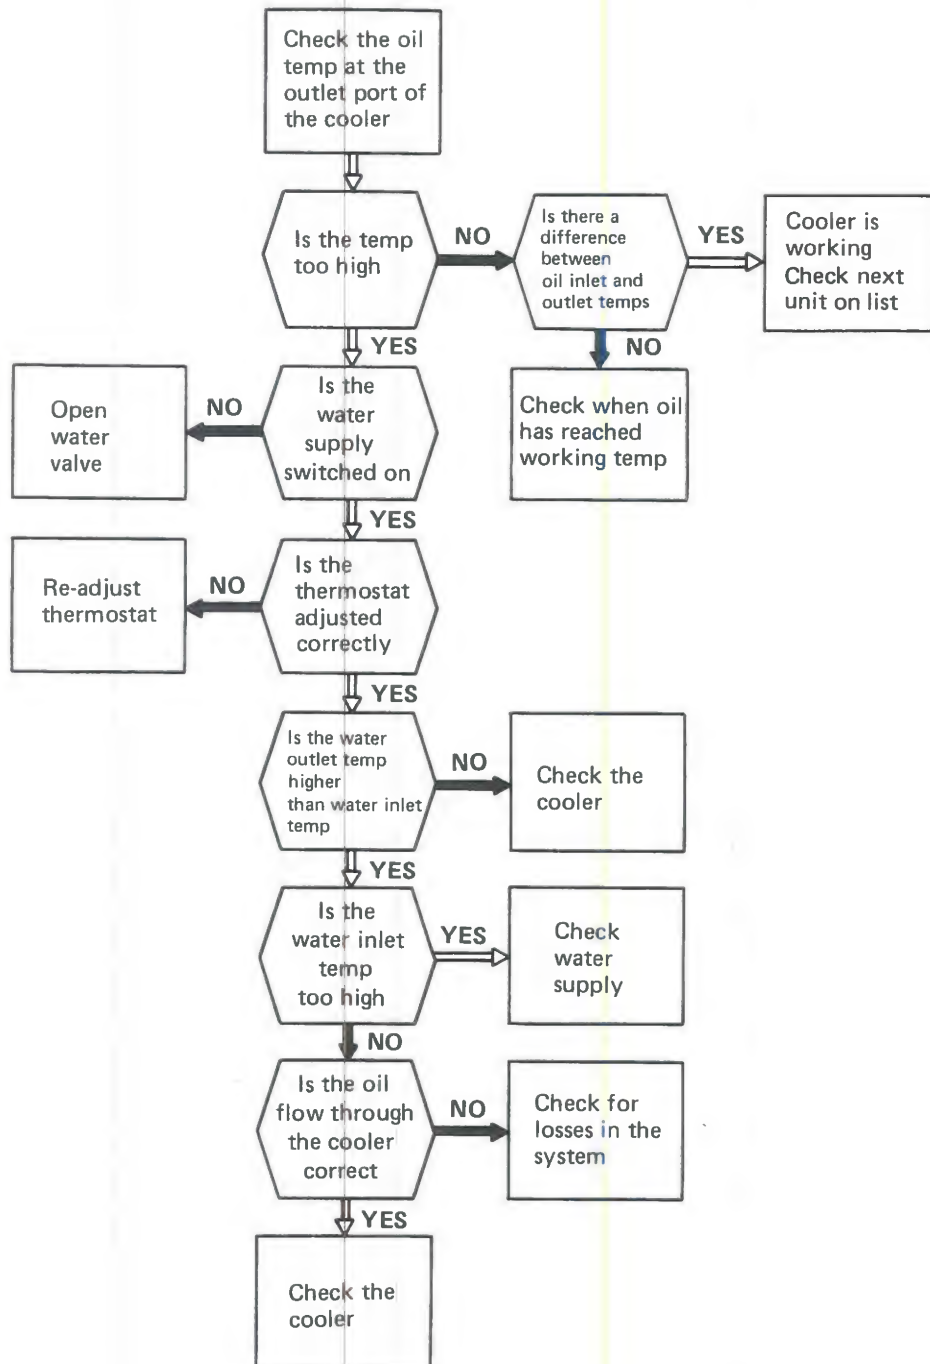 Check the oil
temp at the
outlet port of
the cooler
Is the temp
too high
NO
Is there a
difference
between
oil inlet and
outlet temps
YES
Cooler is
working
Check next
unit on list
NO
Check when oil
has reached
working temp
YES
Is the
water
supply
switched on
NO
Open
water
valve
YES
Is the
thermostat
adjusted
correctly
NO
Re-adjust
thermostat
YES
Is the water
outlet temp
higher
than water inlet
temp
NO
Check the
cooler
YES
Is the
water inlet
temp
too high
YES
Check
water
supply
NO
Is the oil
flow through
the cooler
correct
NO
Check for
losses in the
system
YES
Check the
cooler